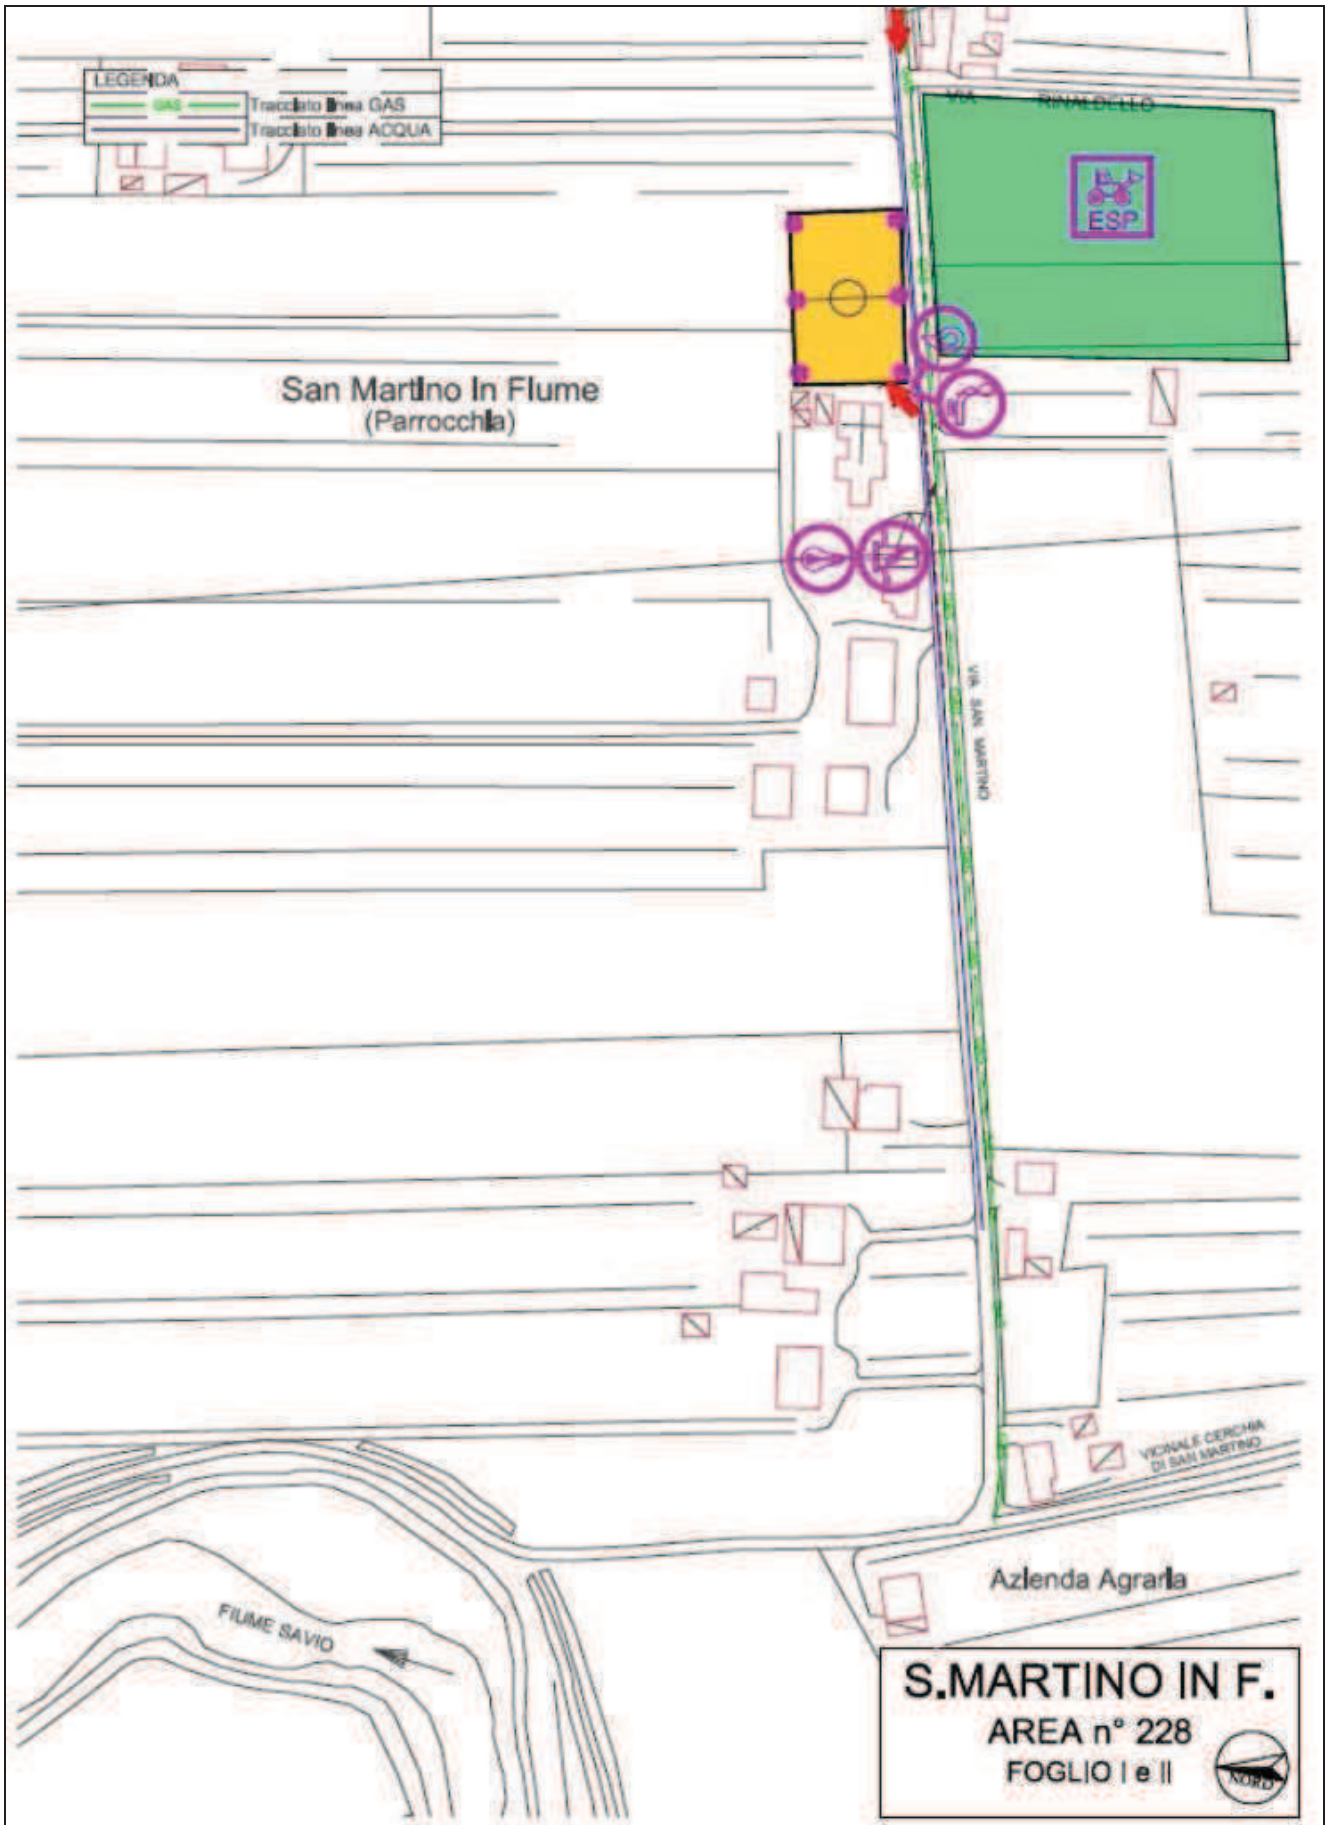 LEGENDA
GAS Tracciato linea GAS
Tracciato linea ACQUA
VIA RINALDELLO
ESP
San Martino In Fiume
(Parrocchia)
VIA SAN MARTINO
VICINALE CERCHIA
DI SAN MARTINO
Azienda Agraria
FIUME SAVIO
S.MARTINO IN F.
AREA n° 228
FOGLIO I e II
NORD